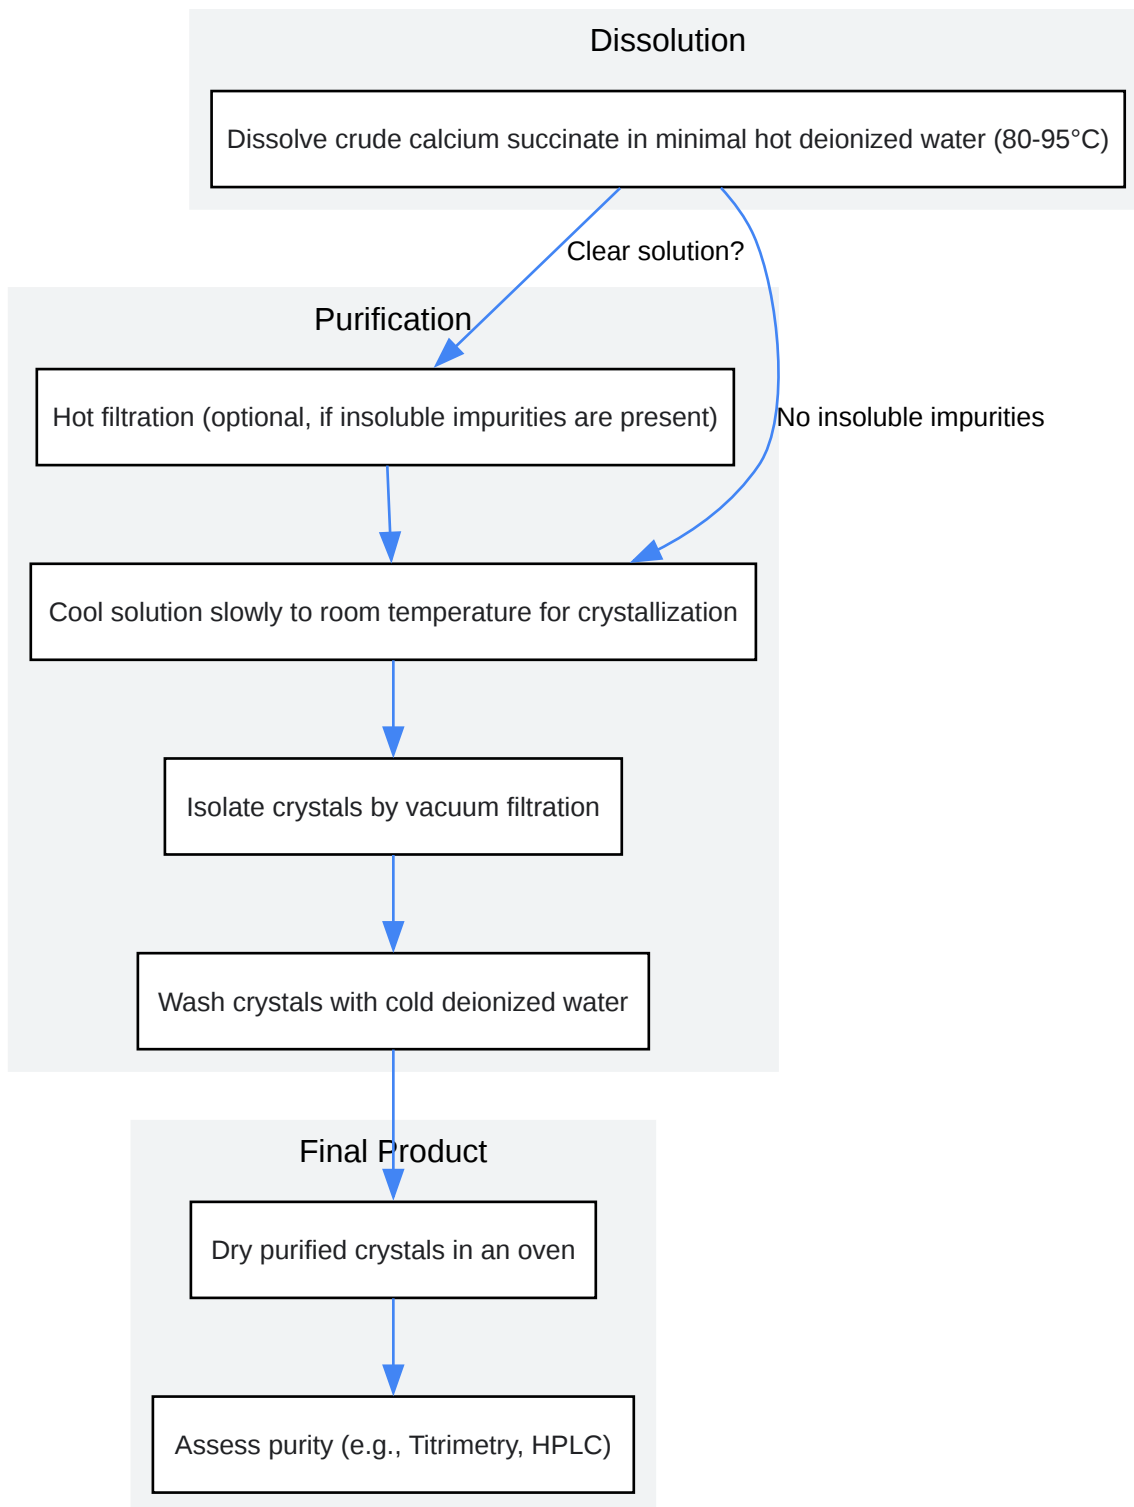 Dissolution
Dissolve crude calcium succinate in minimal hot deionized water (80-95°C)
Clear solution?
Purification
Hot filtration (optional, if insoluble impurities are present)
No insoluble impurities
Cool solution slowly to room temperature for crystallization
Isolate crystals by vacuum filtration
Wash crystals with cold deionized water
Final Product
Dry purified crystals in an oven
Assess purity (e.g., Titrimetry, HPLC)